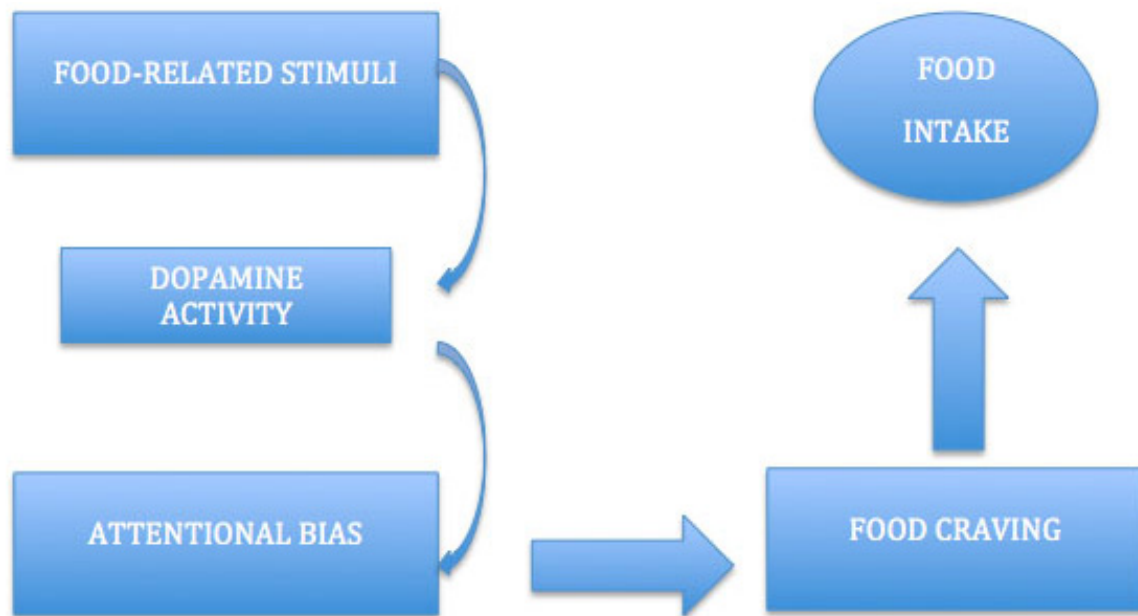 FOOD-RELATED STIMULI
DOPAMINE
ACTIVITY
ATTENTIONAL BIAS
FOOD CRAVING
FOOD
INTAKE